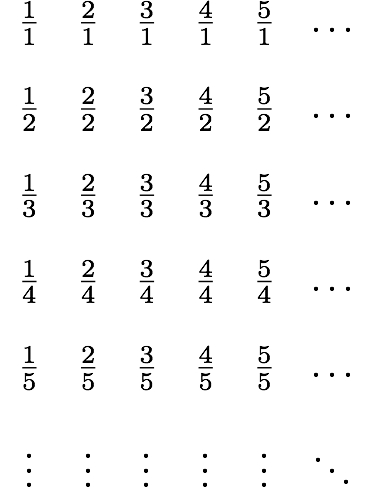 1/1 2/1 3/1 4/1 5/1 ⋯
1/2 2/2 3/2 4/2 5/2 ⋯
1/3 2/3 3/3 4/3 5/3 ⋯
1/4 2/4 3/4 4/4 5/4 ⋯
1/5 2/5 3/5 4/5 5/5 ⋯
⋮ ⋮ ⋮ ⋮ ⋮ ⋱